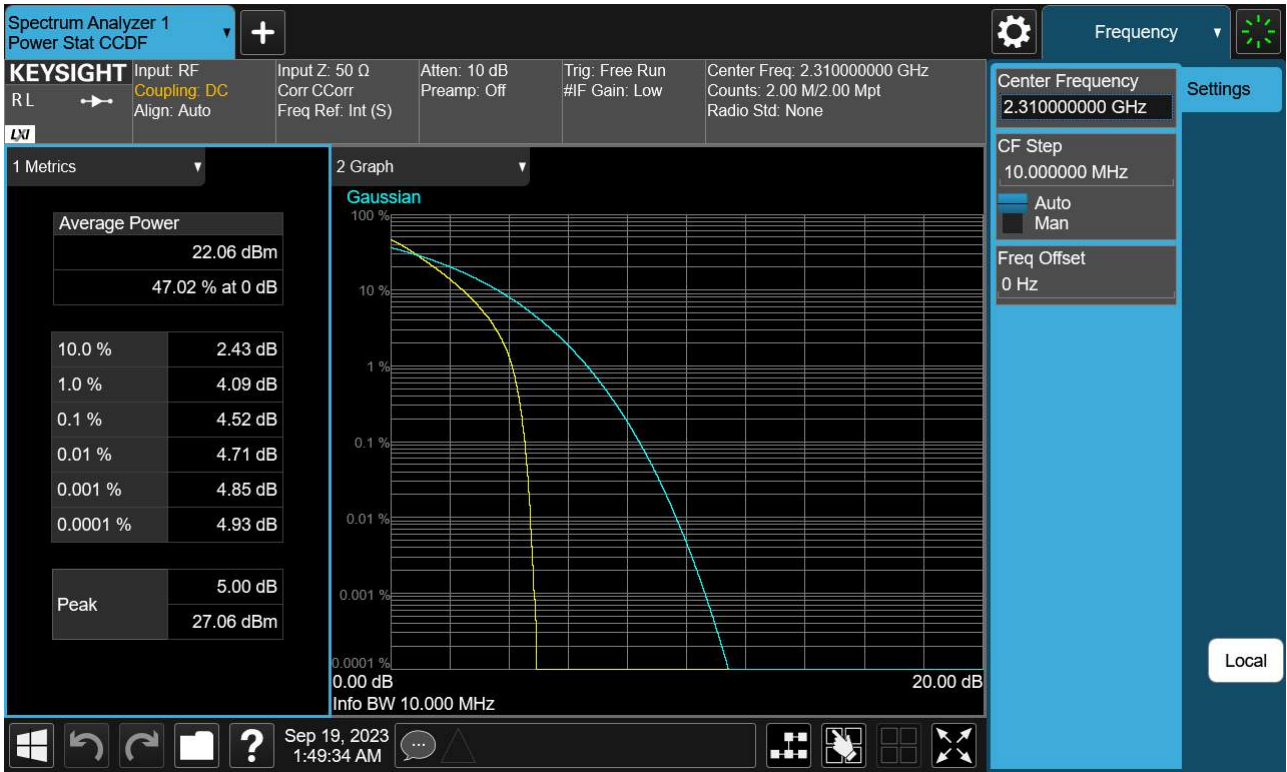 Spectrum Analyzer 1
Power Stat CCDF
Frequency
KEYSIGHT
R L
LXI
Input: RF
Coupling: DC
Align: Auto
Input Z: 50 Ω
Corr CCorr
Freq Ref: Int (S)
Atten: 10 dB
Preamp: Off
Trig: Free Run
#IF Gain: Low
Center Freq: 2.310000000 GHz
Counts: 2.00 M/2.00 Mpt
Radio Std: None
1 Metrics
Average Power
22.06 dBm
47.02 % at 0 dB
10.0 % 2.43 dB
1.0 % 4.09 dB
0.1 % 4.52 dB
0.01 % 4.71 dB
0.001 % 4.85 dB
0.0001 % 4.93 dB
Peak
5.00 dB
27.06 dBm
2 Graph
Gaussian
100 %
10 %
1 %
0.1 %
0.01 %
0.001 %
0.0001 %
0.00 dB 20.00 dB
Info BW 10.000 MHz
Center Frequency
2.310000000 GHz
CF Step
10.000000 MHz
Auto
Man
Freq Offset
0 Hz
Settings
Local
?
Sep 19, 2023
1:49:34 AM